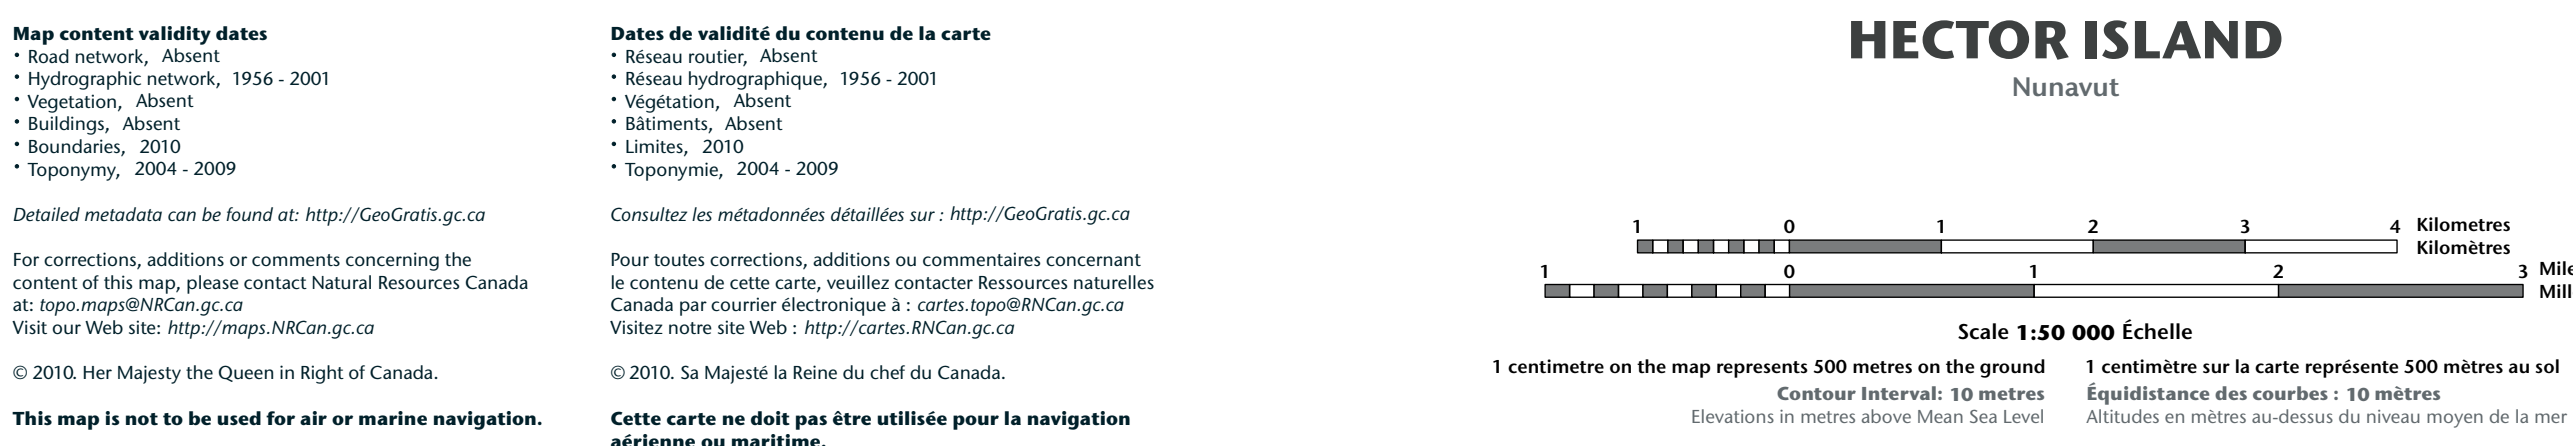 Map content validity dates
• Road network, Absent
• Hydrographic network, 1956 - 2001
• Vegetation, Absent
• Buildings, Absent
• Boundaries, 2010
• Toponymy, 2004 - 2009
Detailed metadata can be found at: http://GeoGratis.gc.ca
For corrections, additions or comments concerning the
content of this map, please contact Natural Resources Canada
at: topo.maps@NRCan.gc.ca
Visit our Web site: http://maps.NRCan.gc.ca
© 2010. Her Majesty the Queen in Right of Canada.
This map is not to be used for air or marine navigation.
Dates de validité du contenu de la carte
• Réseau routier, Absent
• Réseau hydrographique, 1956 - 2001
• Végétation, Absent
• Bâtiments, Absent
• Limites, 2010
• Toponymie, 2004 - 2009
Consultez les métadonnées détaillées sur : http://GeoGratis.gc.ca
Pour toutes corrections, additions ou commentaires concernant
le contenu de cette carte, veuillez contacter Ressources naturelles
Canada par courrier électronique à : cartes.topo@RNCan.gc.ca
Visitez notre site Web : http://cartes.RNCan.gc.ca
© 2010. Sa Majesté la Reine du chef du Canada.
Cette carte ne doit pas être utilisée pour la navigation
aérienne ou maritime.
HECTOR ISLAND
Nunavut
1 0 1 2 3 4 Kilometres
Kilomètres
1 0 1 2 3 Mile
Mill
Scale 1:50 000 Échelle
1 centimetre on the map represents 500 metres on the ground
Contour Interval: 10 metres
Elevations in metres above Mean Sea Level
1 centimètre sur la carte représente 500 mètres au sol
Équidistance des courbes : 10 mètres
Altitudes en mètres au-dessus du niveau moyen de la mer